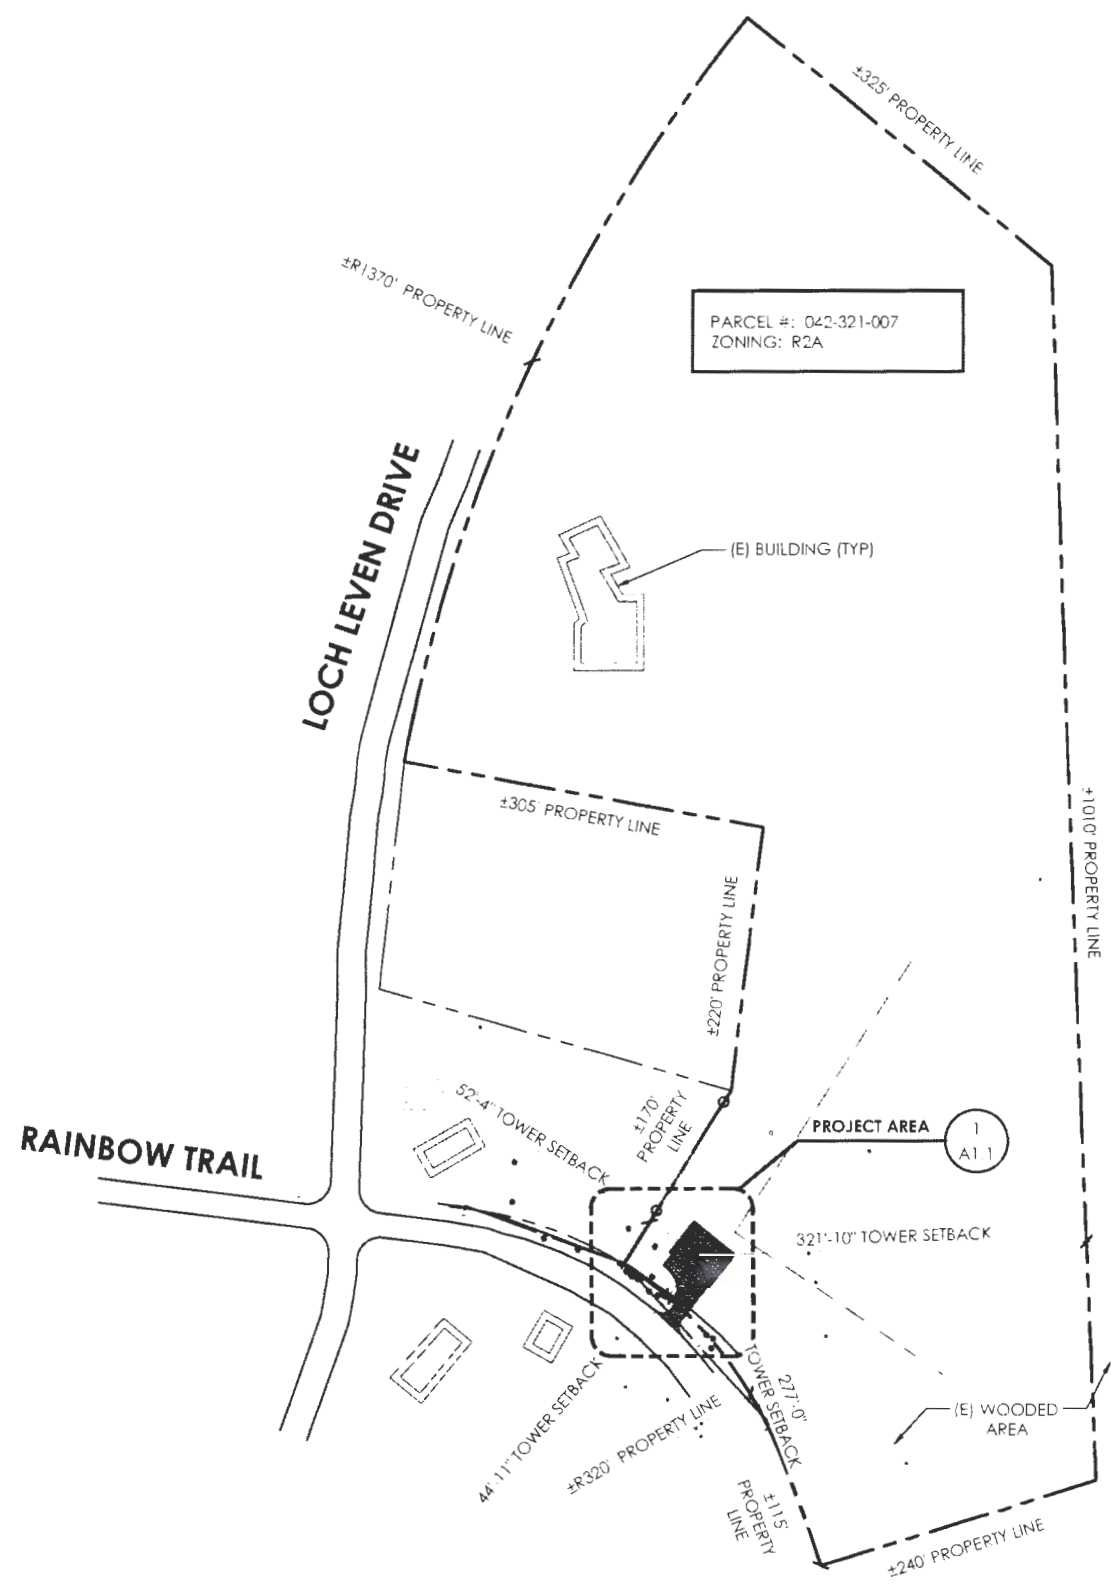 ±325' PROPERTY LINE
±R1370' PROPERTY LINE
PARCEL #: 042-321-007
ZONING: R2A
LOCH LEVEN DRIVE
(E) BUILDING (TYP)
±305' PROPERTY LINE
±1010' PROPERTY LINE
±220' PROPERTY LINE
52'-4" TOWER SETBACK
±170'
PROPERTY
LINE
PROJECT AREA
1
A1.1
RAINBOW TRAIL
321'-10" TOWER SETBACK
277'-0"
TOWER SETBACK
44'-11" TOWER SETBACK
±R320' PROPERTY LINE
(E) WOODED
AREA
±115'
PROPERTY
LINE
±240' PROPERTY LINE